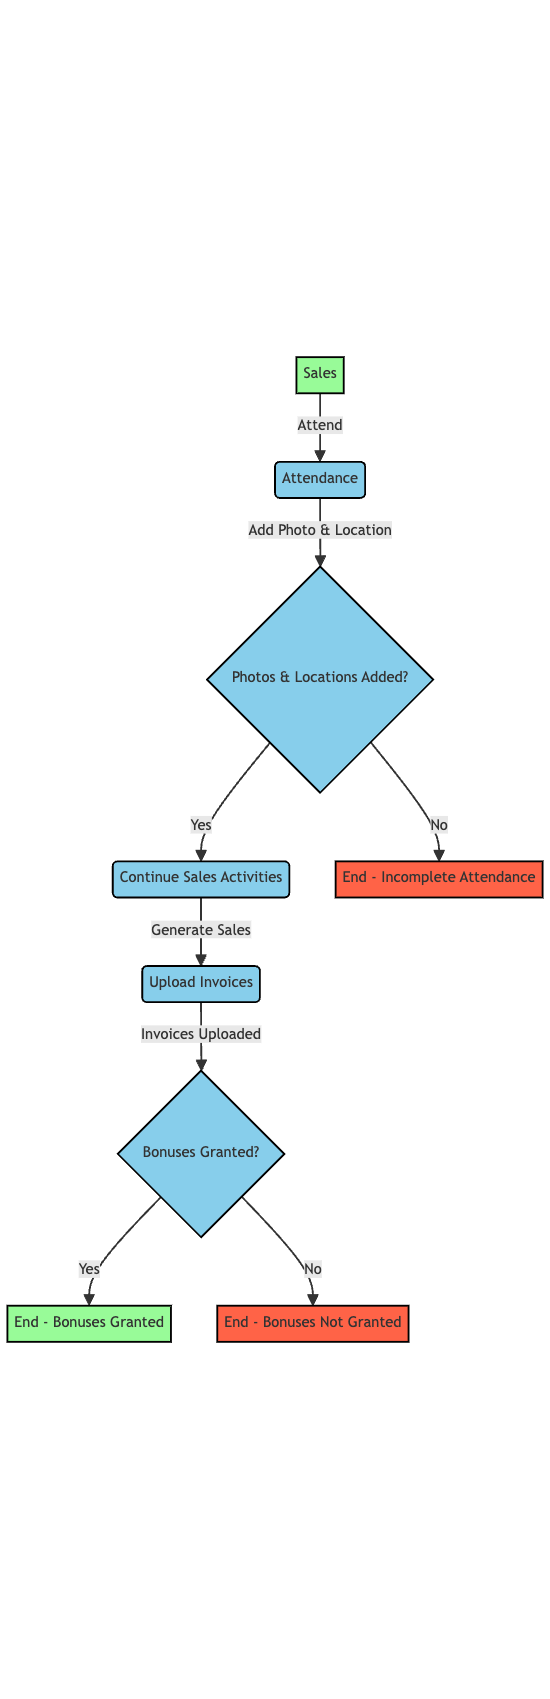 Sales
Attend
Attendance
Add Photo & Location
Photos & Locations Added?
Yes
No
Continue Sales Activities
End - Incomplete Attendance
Generate Sales
Upload Invoices
Invoices Uploaded
Bonuses Granted?
Yes
No
End - Bonuses Granted
End - Bonuses Not Granted